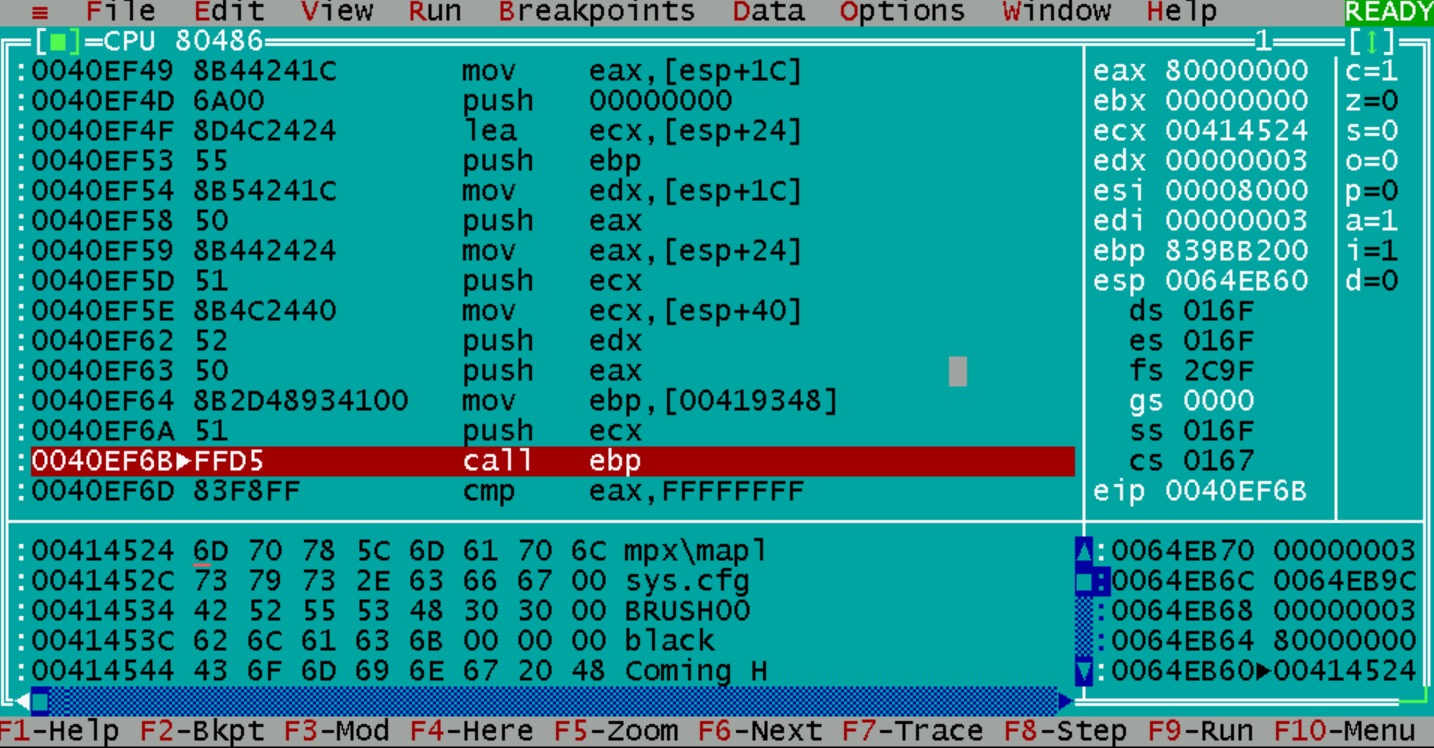 ≡ File Edit View Run Breakpoints Data Options Window Help READY
[■]=CPU 80486 1 [↕]
:0040EF49 8B44241C mov eax,[esp+1C] eax 80000000 c=1
:0040EF4D 6A00 push 00000000 ebx 00000000 z=0
:0040EF4F 8D4C2424 lea ecx,[esp+24] ecx 00414524 s=0
:0040EF53 55 push ebp edx 00000003 o=0
:0040EF54 8B54241C mov edx,[esp+1C] esi 00008000 p=0
:0040EF58 50 push eax edi 00000003 a=1
:0040EF59 8B442424 mov eax,[esp+24] ebp 839BB200 i=1
:0040EF5D 51 push ecx esp 0064EB60 d=0
:0040EF5E 8B4C2440 mov ecx,[esp+40] ds 016F
:0040EF62 52 push edx es 016F
:0040EF63 50 push eax fs 2C9F
:0040EF64 8B2D48934100 mov ebp,[00419348] gs 0000
:0040EF6A 51 push ecx ss 016F
:0040EF6B►FFD5 call ebp cs 0167
:0040EF6D 83F8FF cmp eax,FFFFFFFF eip 0040EF6B
:00414524 6D 70 78 5C 6D 61 70 6C mpx\mapl :0064EB70 00000003
:0041452C 73 79 73 2E 63 66 67 00 sys.cfg :0064EB6C 0064EB9C
:00414534 42 52 55 53 48 30 30 00 BRUSH00 :0064EB68 00000003
:0041453C 62 6C 61 63 6B 00 00 00 black :0064EB64 80000000
:00414544 43 6F 6D 69 6E 67 20 48 Coming H :0064EB60►00414524
F1-Help F2-Bkpt F3-Mod F4-Here F5-Zoom F6-Next F7-Trace F8-Step F9-Run F10-Menu